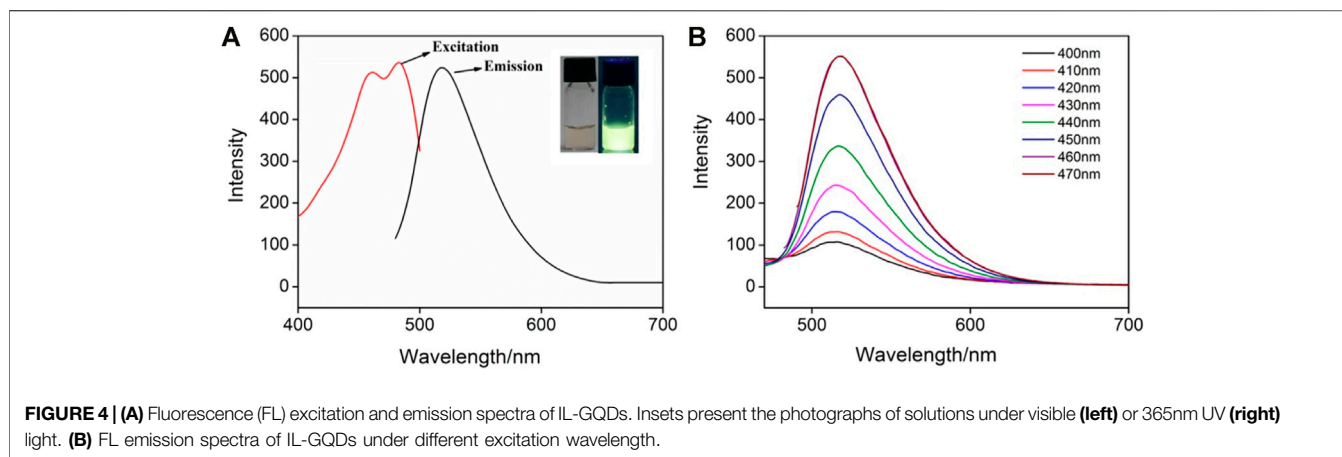 A
600
500
400
300
200
100
0
Intensity
Excitation
Emission
400
500
600
700
Wavelength/nm
B
600
500
400
300
200
100
0
Intensity
400nm
410nm
420nm
430nm
440nm
450nm
460nm
470nm
500
600
700
Wavelength/nm
FIGURE 4 | (A) Fluorescence (FL) excitation and emission spectra of IL-GQDs. Insets present the photographs of solutions under visible (left) or 365nm UV (right)
light. (B) FL emission spectra of IL-GQDs under different excitation wavelength.